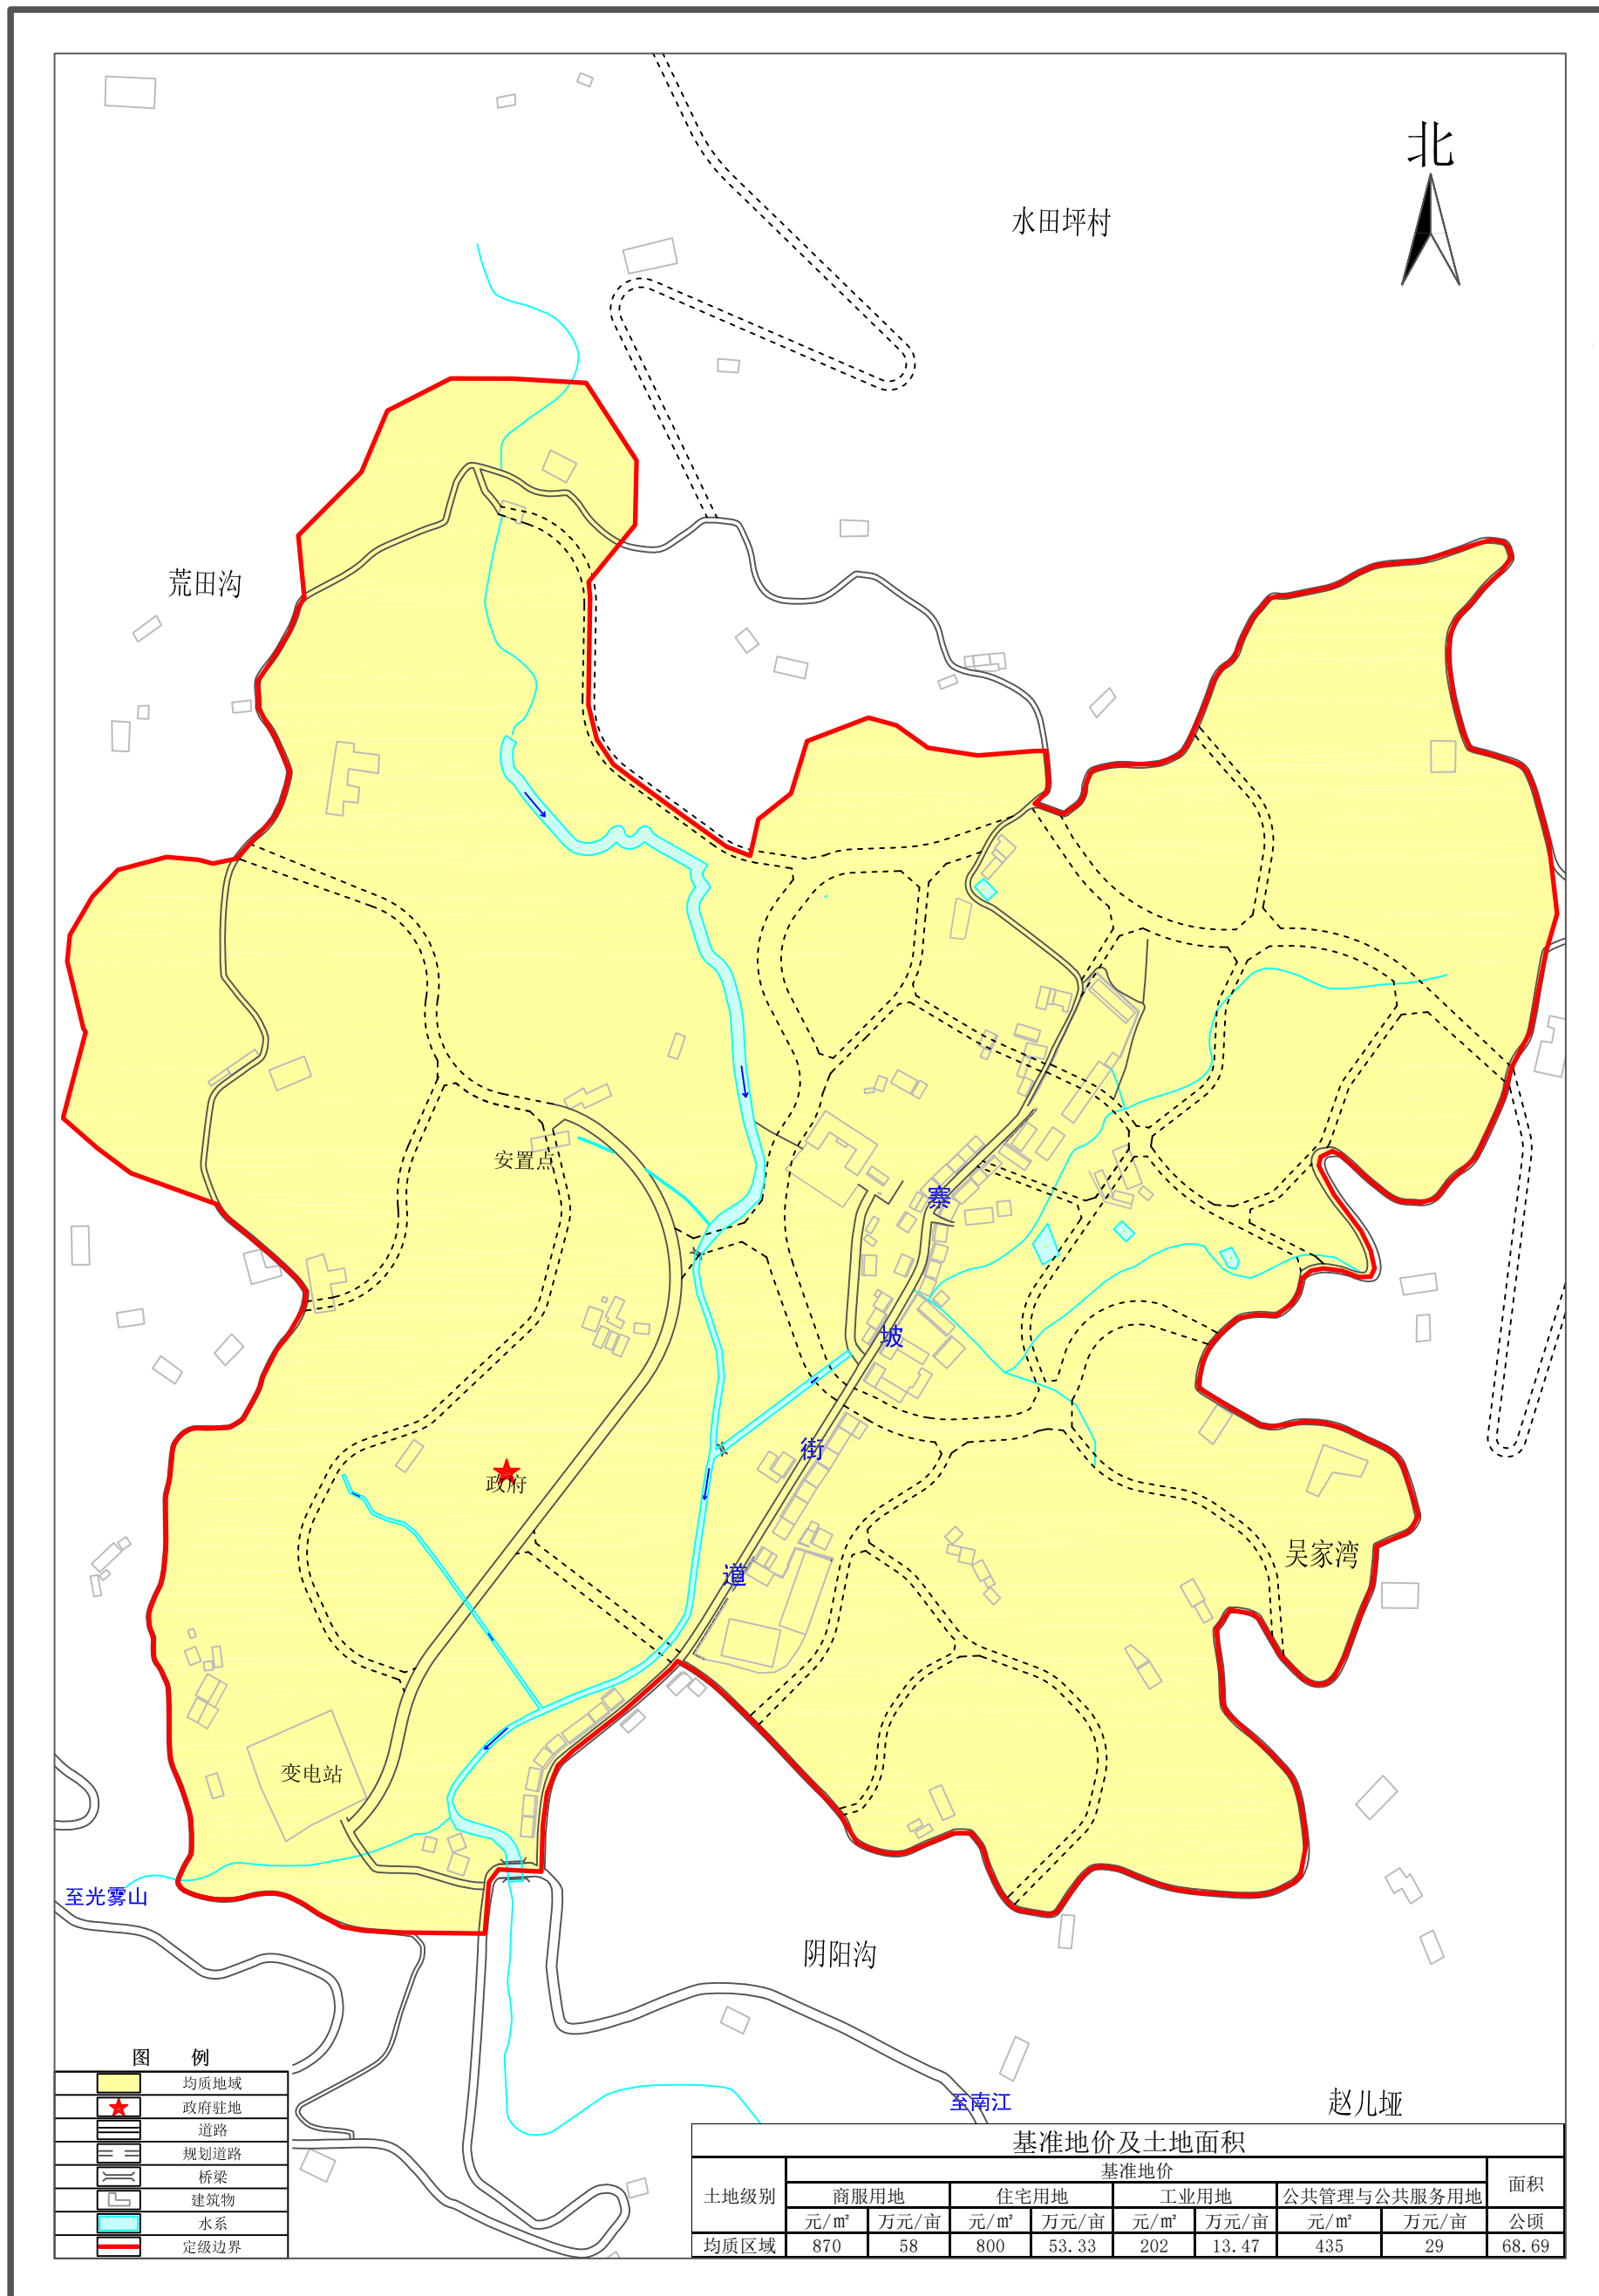 北
水田坪村
荒田沟
安置点
寨
坡
街
道
政府
吴家湾
变电站
至光雾山
阴阳沟
至南江
赵儿垭
图 例
均质地域
政府驻地
道路
规划道路
桥梁
建筑物
水系
定级边界
基准地价及土地面积
土地级别 基准地价 面积
商服用地 住宅用地 工业用地 公共管理与公共服务用地
元/㎡ 万元/亩 元/㎡ 万元/亩 元/㎡ 万元/亩 元/㎡ 万元/亩 公顷
均质区域 870 58 800 53.33 202 13.47 435 29 68.69